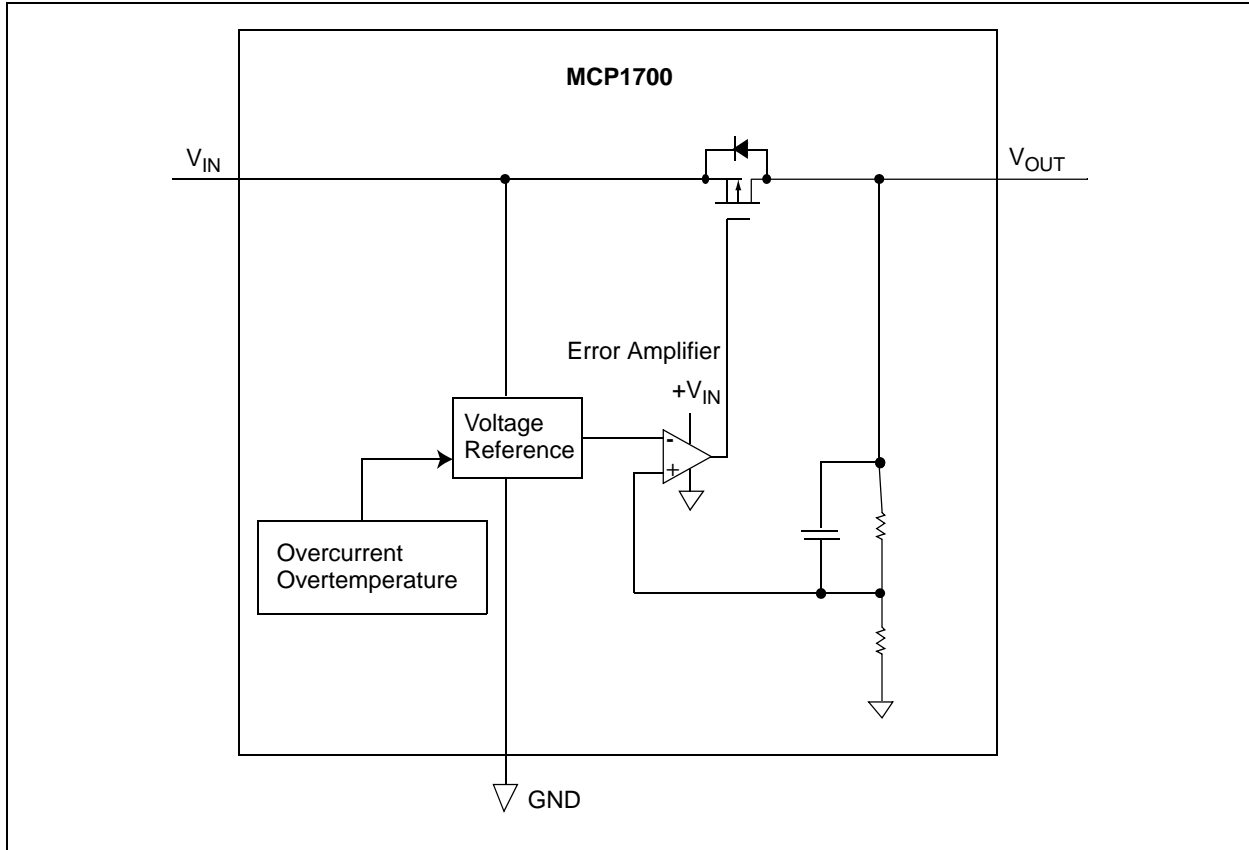 MCP1700
VIN
VOUT
Error Amplifier
+VIN
Voltage
Reference
-
+
Overcurrent
Overtemperature
GND